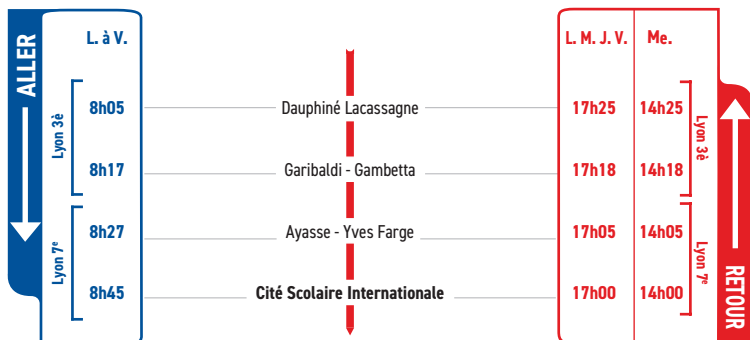 ALLER
L. à V.
L. M. J. V. Me.
Lyon 3è
8h05 Dauphiné Lacassagne 17h25 14h25
8h17 Garibaldi - Gambetta 17h18 14h18
Lyon 3è
Lyon 7e
8h27 Ayasse - Yves Farge 17h05 14h05
8h45 Cité Scolaire Internationale 17h00 14h00
Lyon 7e
RETOUR